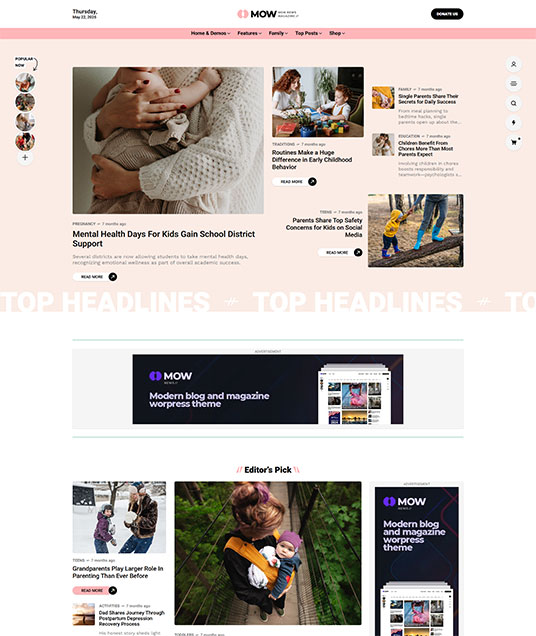 Thursday,
May 22, 2025
MOW
MOW NEWS
MAGAZINE //
DONATE US
Home & Demos
Features
Family
Top Posts
Shop
POPULAR
NOW
PREGNANCY — 7 months ago
Mental Health Days For Kids Gain School District
Support
Several districts are now allowing students to take mental health days,
recognizing emotional wellness as part of overall academic success.
READ MORE
TRADITIONS — 7 months ago
Routines Make a Huge
Difference in Early Childhood
Behavior
READ MORE
FAMILY — 7 months ago
Single Parents Share Their
Secrets for Daily Success
From meal planning to
bedtime hacks, single
parents open up about the...
EDUCATION — 7 months ago
Children Benefit From
Chores More Than Most
Parents Expect
Involving children in chores
boosts responsibility and
teamwork—psychologists s...
TEENS — 7 months ago
Parents Share Top Safety
Concerns for Kids on Social
Media
READ MORE
TOP HEADLINES # TOP HEADLINES # TO
ADVERTISEMENT
MOW
NEWS//
Modern blog and magazine
worpress theme
// Editor's Pick \\
TEENS — 7 months ago
Grandparents Play Larger Role In
Parenting Than Ever Before
READ MORE
ACTIVITIES — 7 months ago
Dad Shares Journey Through
Postpartum Depression
Recovery Process
His honest story sheds light
TODDLERS — 7 months ago
ADVERTISEMENT
MOW
NEWS//
Modern blog
and magazine
worpress
theme